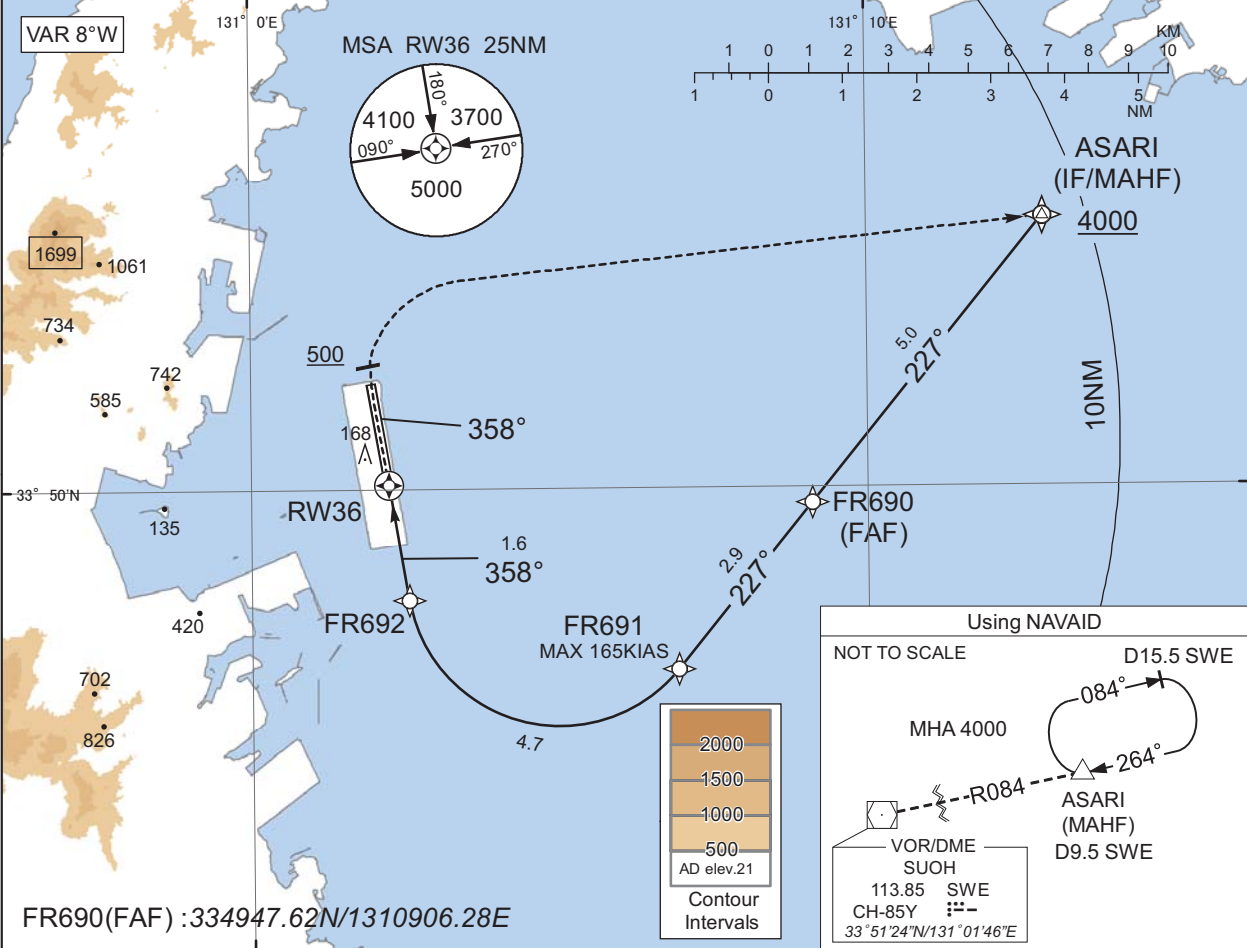 VAR 8°W
131° 0'E
131° 10'E
MSA RW36 25NM
180°
4100
3700
090°
270°
5000
KM
1 0 1 2 3 4 5 6 7 8 9 10
1 0 1 2 3 4 5
NM
ASARI
(IF/MAHF)
4000
1699
1061
734
742
585
500
168
358°
5.0
227°
10NM
33° 50'N
135
RW36
FR690
(FAF)
1.6
358°
2.9
227°
420
FR692
FR691
MAX 165KIAS
702
826
4.7
2000
1500
1000
500
AD elev.21
Contour
Intervals
Using NAVAID
NOT TO SCALE
D15.5 SWE
084°
MHA 4000
264°
R084
ASARI
(MAHF)
D9.5 SWE
VOR/DME
SUOH
113.85 SWE
CH-85Y
33°51'24"N/131°01'46"E
FR690(FAF) :334947.62N/1310906.28E